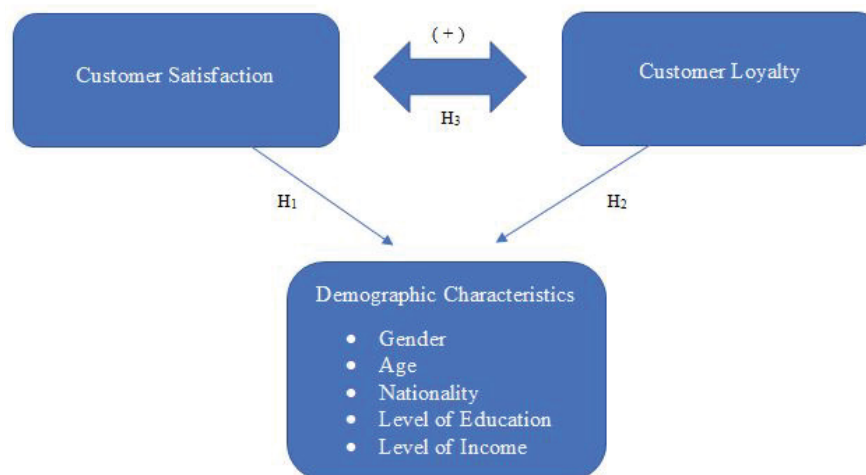 ( + )
Customer Satisfaction
Customer Loyalty
H₃
H₁
H₂
Demographic Characteristics
• Gender
• Age
• Nationality
• Level of Education
• Level of Income